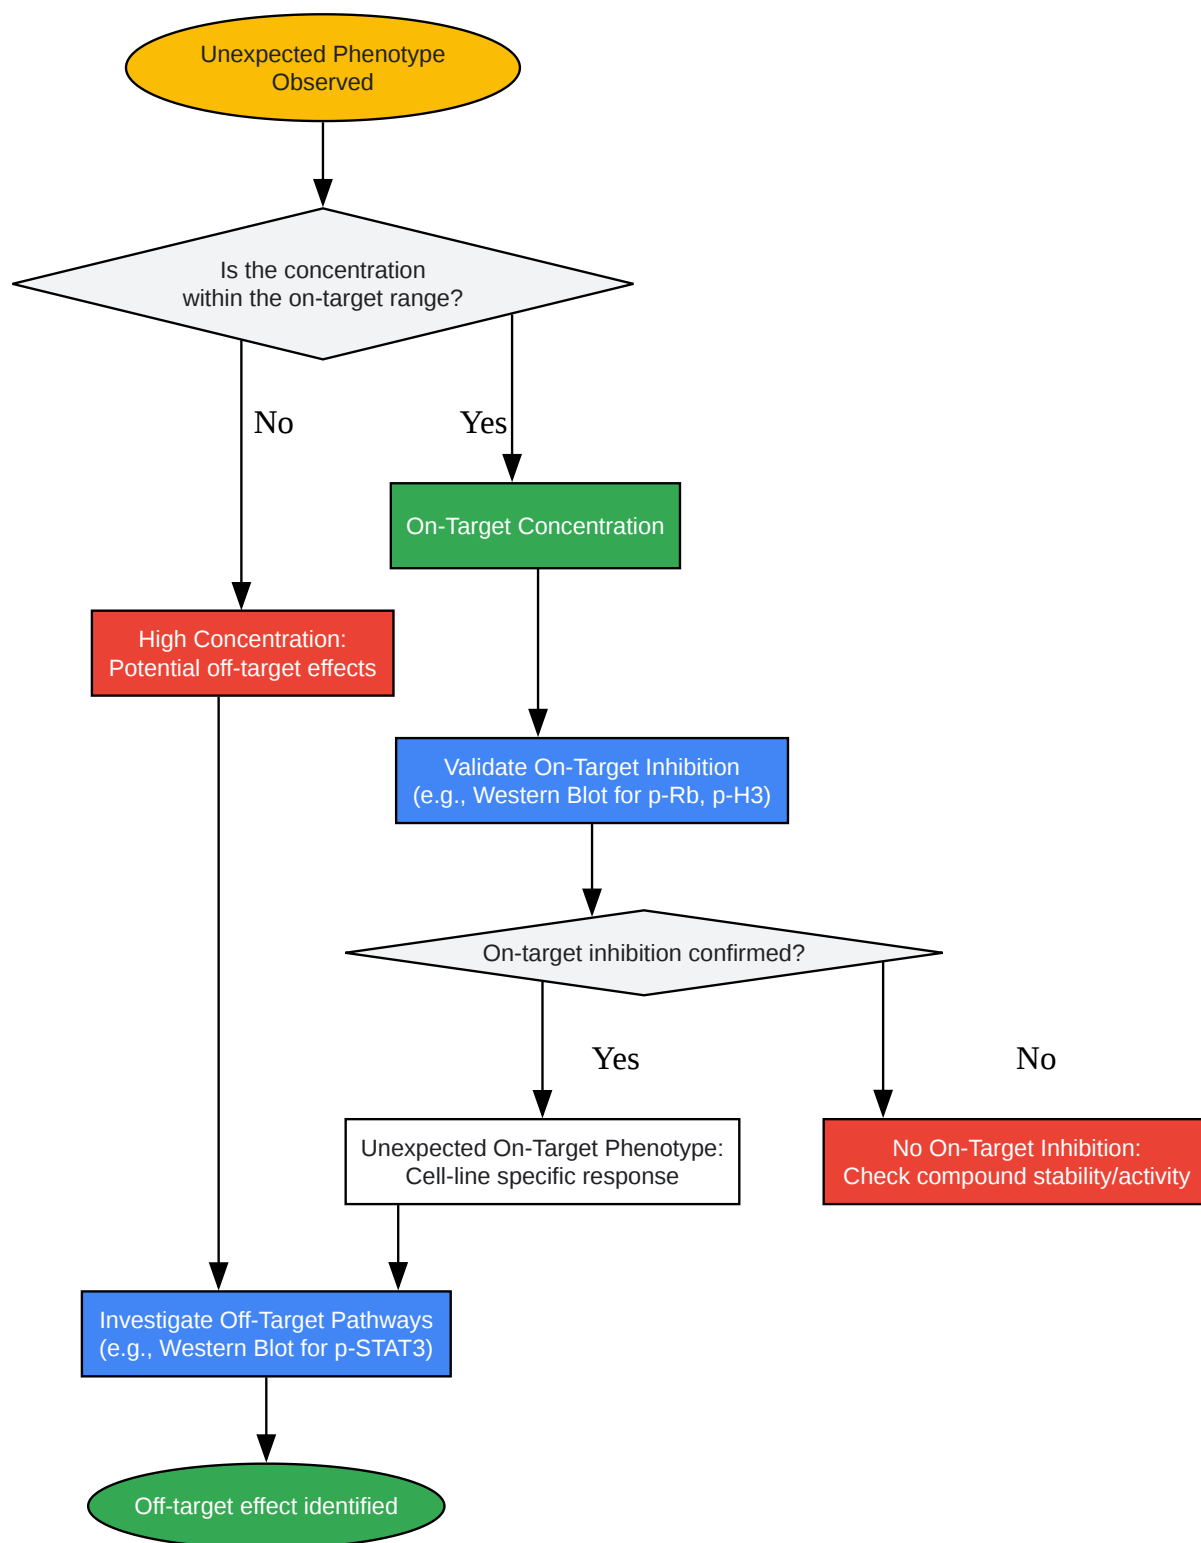 Unexpected Phenotype
Observed
Is the concentration
within the on-target range?
No
Yes
On-Target Concentration
High Concentration:
Potential off-target effects
Validate On-Target Inhibition
(e.g., Western Blot for p-Rb, p-H3)
On-target inhibition confirmed?
Yes
No
Unexpected On-Target Phenotype:
Cell-line specific response
No On-Target Inhibition:
Check compound stability/activity
Investigate Off-Target Pathways
(e.g., Western Blot for p-STAT3)
Off-target effect identified